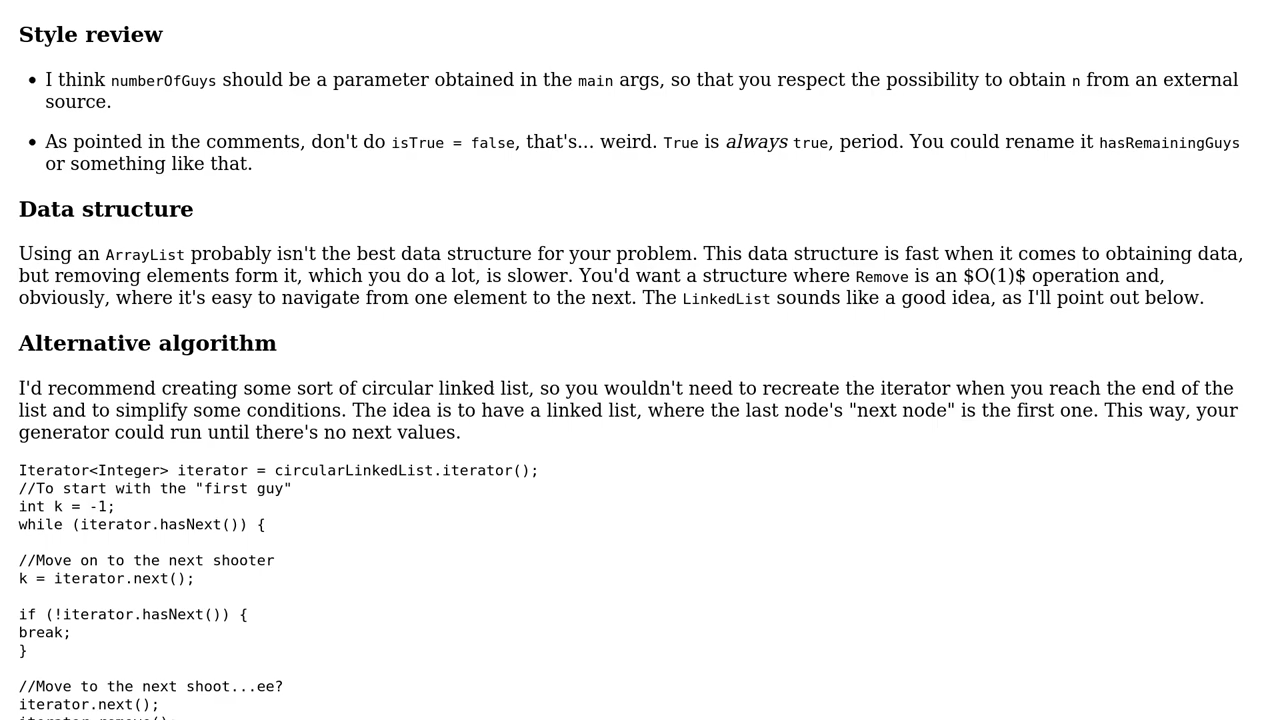 Style review
I think numberOfGuys should be a parameter obtained in the main args, so that you respect the possibility to obtain n from an external
source.
As pointed in the comments, don't do isTrue = false, that's... weird. True is always true, period. You could rename it hasRemainingGuys
or something like that.
Data structure
Using an ArrayList probably isn't the best data structure for your problem. This data structure is fast when it comes to obtaining data,
but removing elements form it, which you do a lot, is slower. You'd want a structure where Remove is an $O(1)$ operation and,
obviously, where it's easy to navigate from one element to the next. The LinkedList sounds like a good idea, as I'll point out below.
Alternative algorithm
I'd recommend creating some sort of circular linked list, so you wouldn't need to recreate the iterator when you reach the end of the
list and to simplify some conditions. The idea is to have a linked list, where the last node's "next node" is the first one. This way, your
generator could run until there's no next values.
Iterator<Integer> iterator = circularLinkedList.iterator();
//To start with the "first guy"
int k = -1;
while (iterator.hasNext()) {
//Move on to the next shooter
k = iterator.next();
if (!iterator.hasNext()) {
break;
}
//Move to the next shoot...ee?
iterator.next();